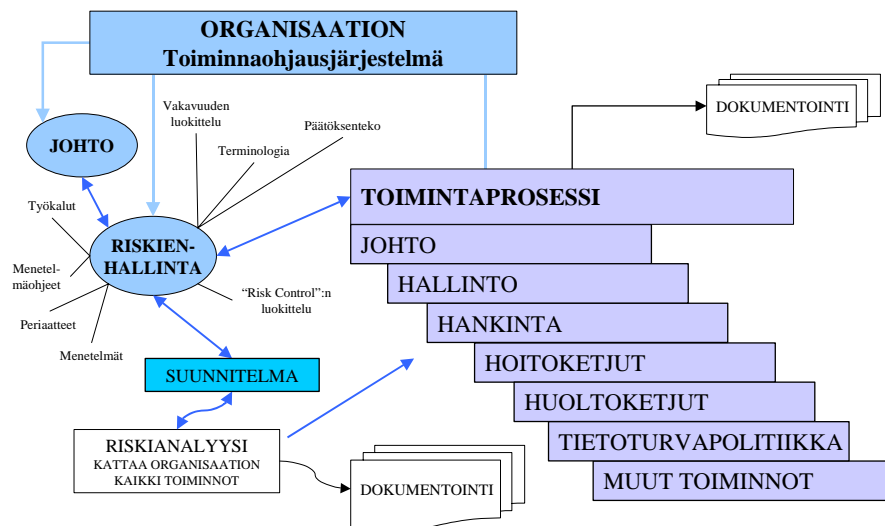 ORGANISAATION
Toiminnaohjausjärjestelmä
JOHTO
Vakavuuden
luokittelu
Terminologia
Päätöksenteko
DOKUMENTOINTI
Työkalut
RISKIEN-
HALLINTA
Menetel-
mäohjeet
Periaatteet
Menetelmät
“Risk Control”:n
luokittelu
SUUNNITELMA
RISKIANALYYSI
KATTAA ORGANISAATION
KAIKKI TOIMINNOT
DOKUMENTOINTI
TOIMINTAPROSESSI
JOHTO
HALLINTO
HANKINTA
HOITOKETJUT
HUOLTOKETJUT
TIETOTURVAPOLITIIKKA
MUUT TOIMINNOT